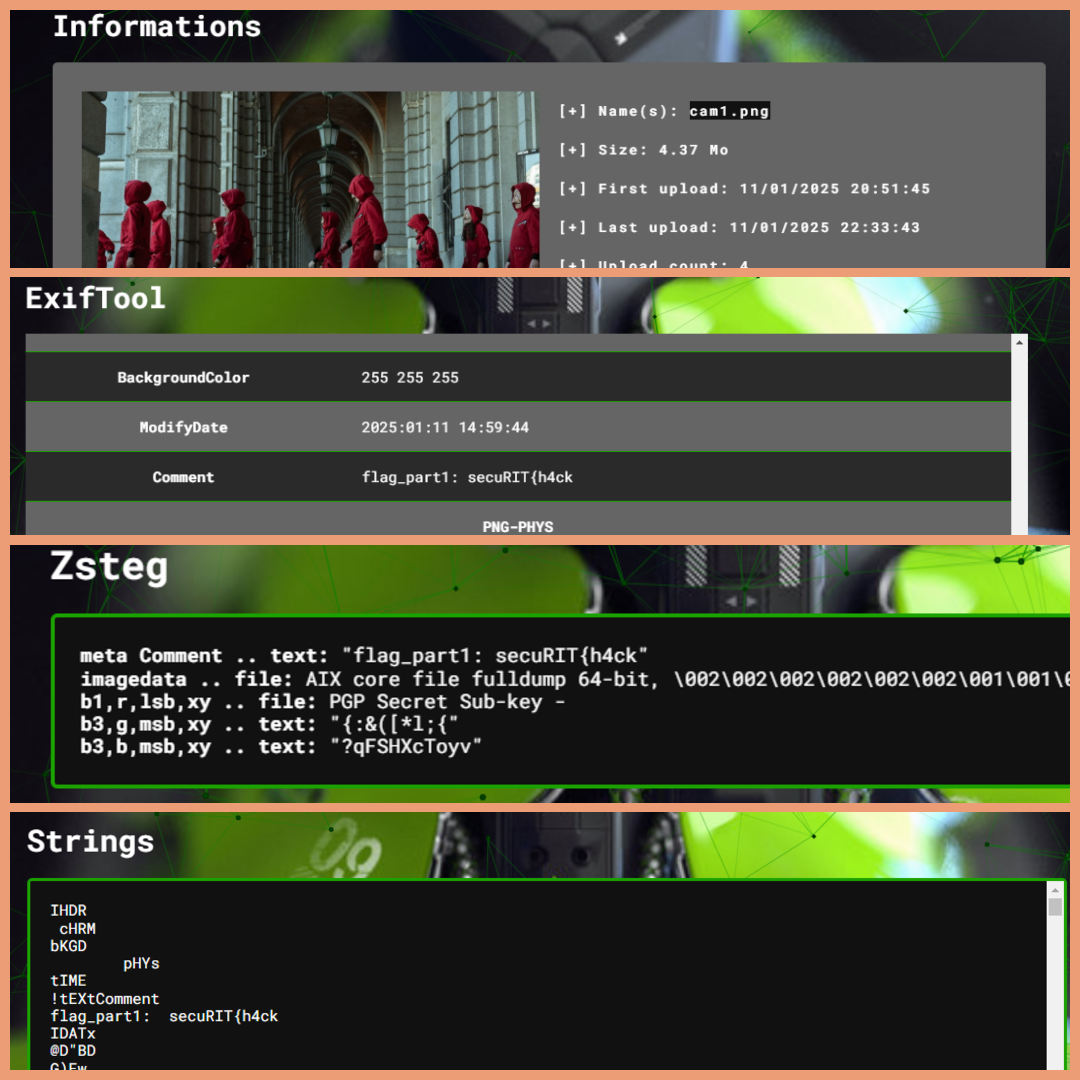 Informations
[+] Name(s): cam1.png
[+] Size: 4.37 Mo
[+] First upload: 11/01/2025 20:51:45
[+] Last upload: 11/01/2025 22:33:43
[+] Upload count: 4
ExifTool
BackgroundColor 255 255 255
ModifyDate 2025:01:11 14:59:44
Comment flag_part1: secuRIT{h4ck
PNG-PHYS
Zsteg
meta Comment .. text: "flag_part1: secuRIT{h4ck"
imagedata .. file: AIX core file fulldump 64-bit, \002\002\002\002\002\002\001\001\0
b1,r,lsb,xy .. file: PGP Secret Sub-key -
b3,g,msb,xy .. text: "{:&([*l;{"
b3,b,msb,xy .. text: "?qFSHXcToyv"
Strings
09
IHDR
cHRM
bKGD
pHYs
tIME
!tEXtComment
flag_part1: secuRIT{h4ck
IDATx
@D"BD